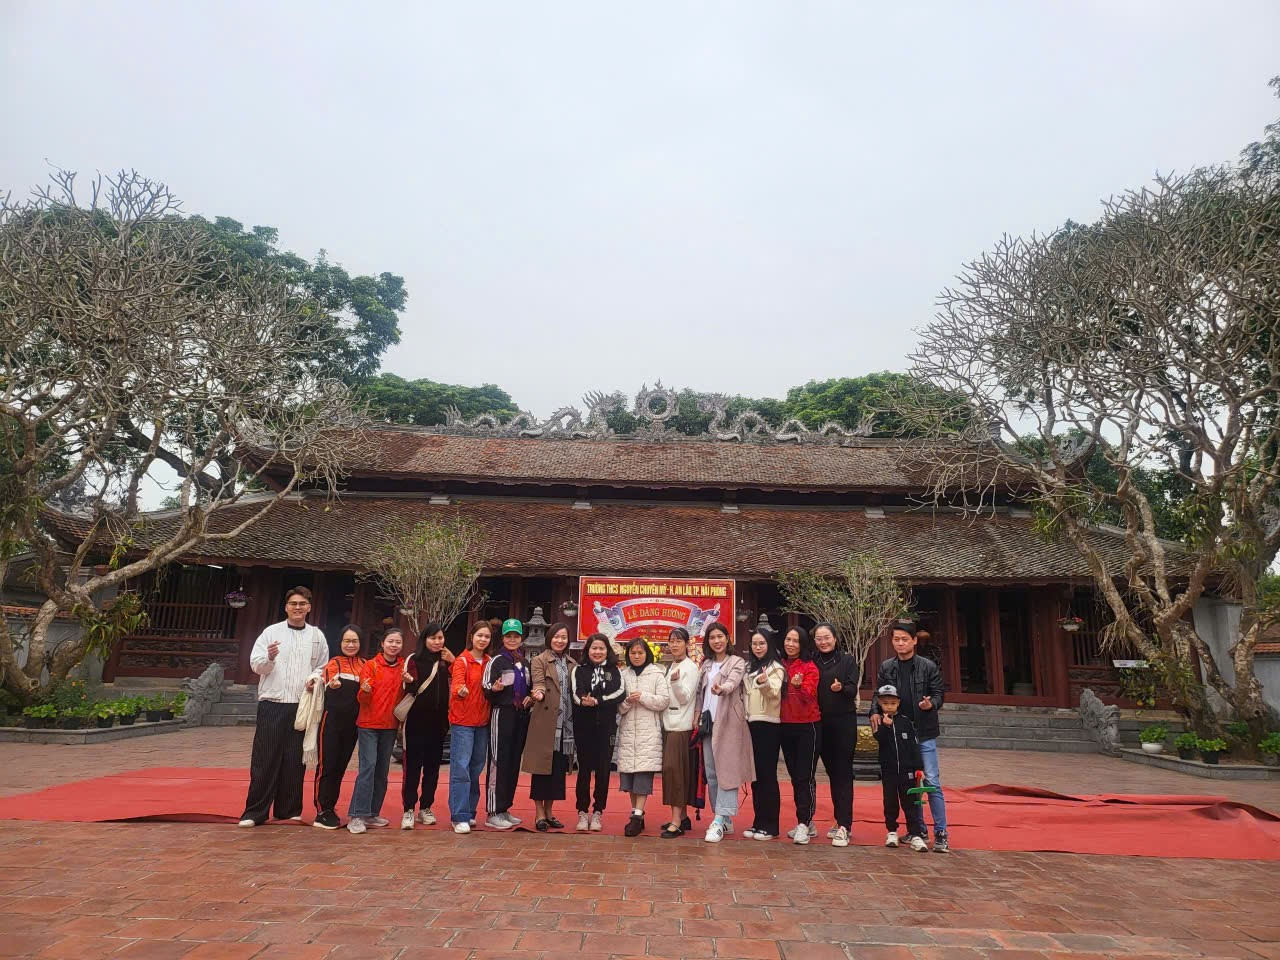 TRƯỜNG THCS NGUYỄN CHUYÊN MỸ - H. AN LÃO, TP. HẢI PHÒNG
LỄ DÂNG HƯƠNG